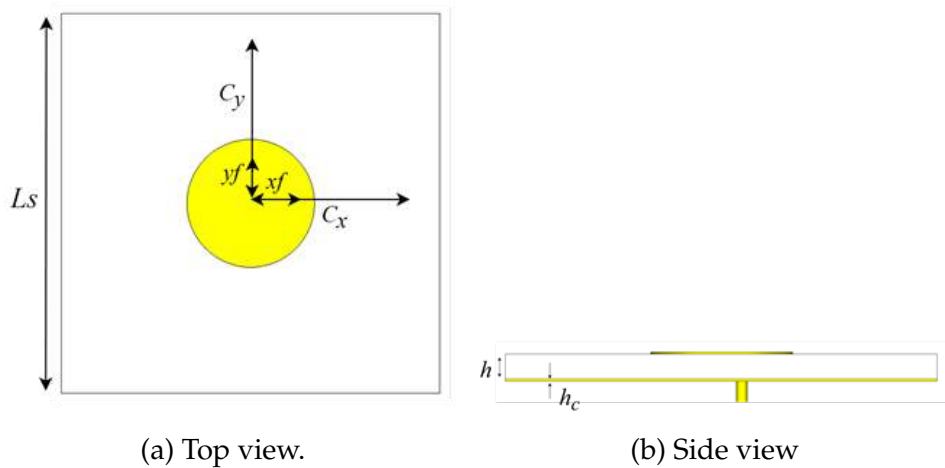 C_y
yf
xf
Ls
C_x
h
h_c
(a) Top view.
(b) Side view